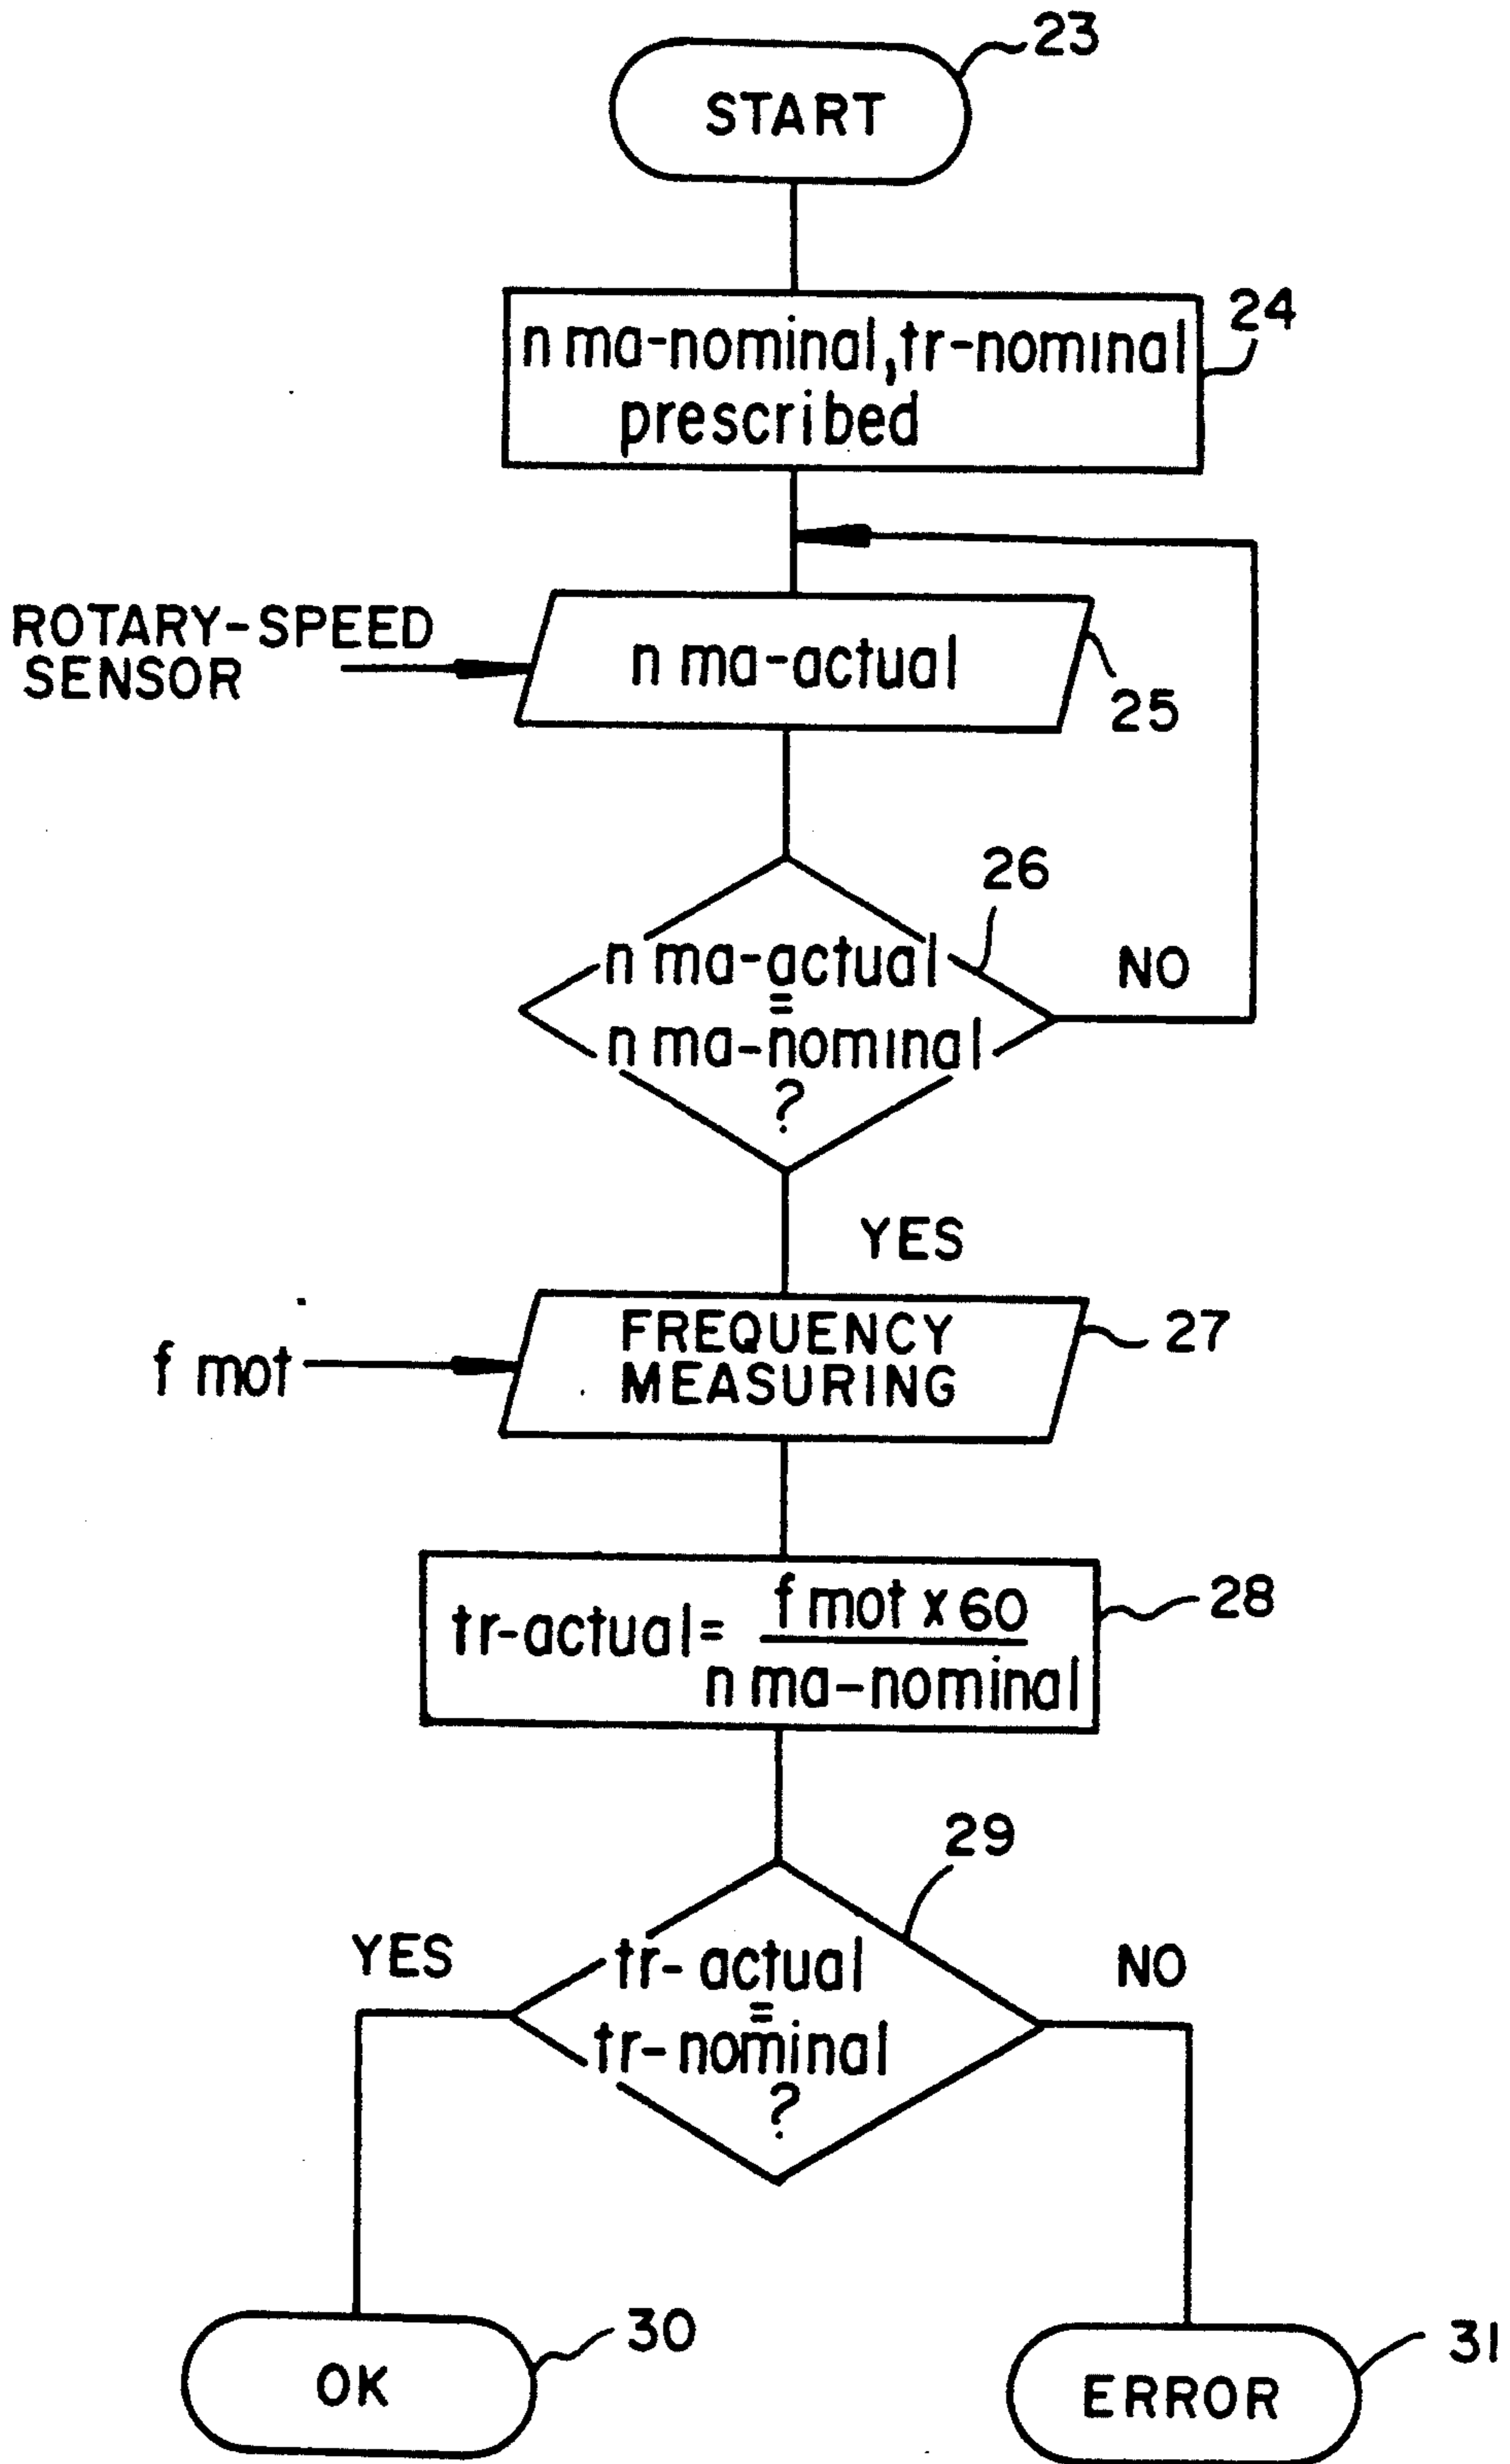 23
START
24
n ma-nominal, tr-nominal
prescribed
ROTARY-SPEED
SENSOR
n ma-actual
25
26
n ma-actual
=
n ma-nominal
?
NO
YES
f mot
FREQUENCY
MEASURING
27
28
tr-actual = f mot x 60
n ma-nominal
29
YES
tr-actual
=
tr-nominal
?
NO
30
OK
31
ERROR